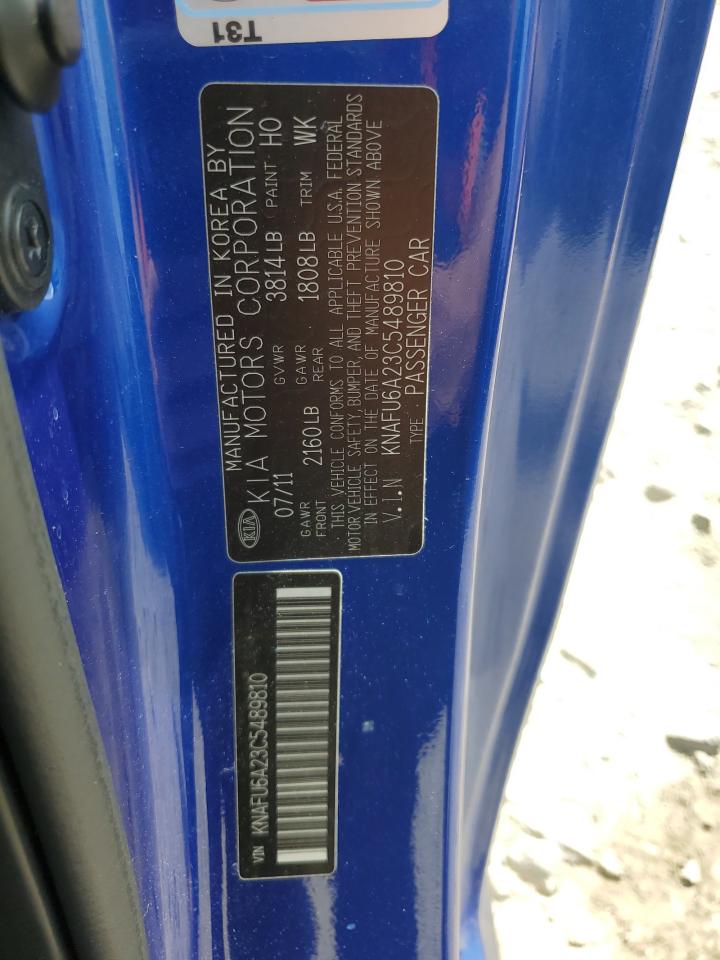 T31
MANUFACTURED IN KOREA BY
KIA KIA MOTORS CORPORATION
07/11 GVWR 3814LB PAINT HO
GAWR FRONT 2160LB GAWR REAR 1808LB TRIM WK
THIS VEHICLE CONFORMS TO ALL APPLICABLE U.S.A. FEDERAL
MOTOR VEHICLE SAFETY, BUMPER, AND THEFT PREVENTION STANDARDS
IN EFFECT ON THE DATE OF MANUFACTURE SHOWN ABOVE
V.I.N KNAFU6A23C5489810
TYPE: PASSENGER CAR
VIN KNAFU6A23C5489810